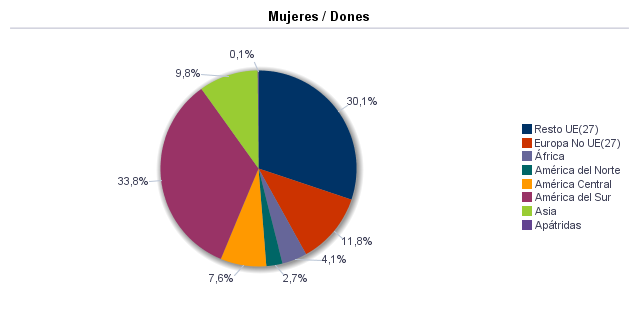 Mujeres / Dones
0,1%
9,8%
30,1%
33,8%
11,8%
4,1%
2,7%
7,6%
Resto UE(27)
Europa No UE(27)
África
América del Norte
América Central
América del Sur
Asia
Apátridas